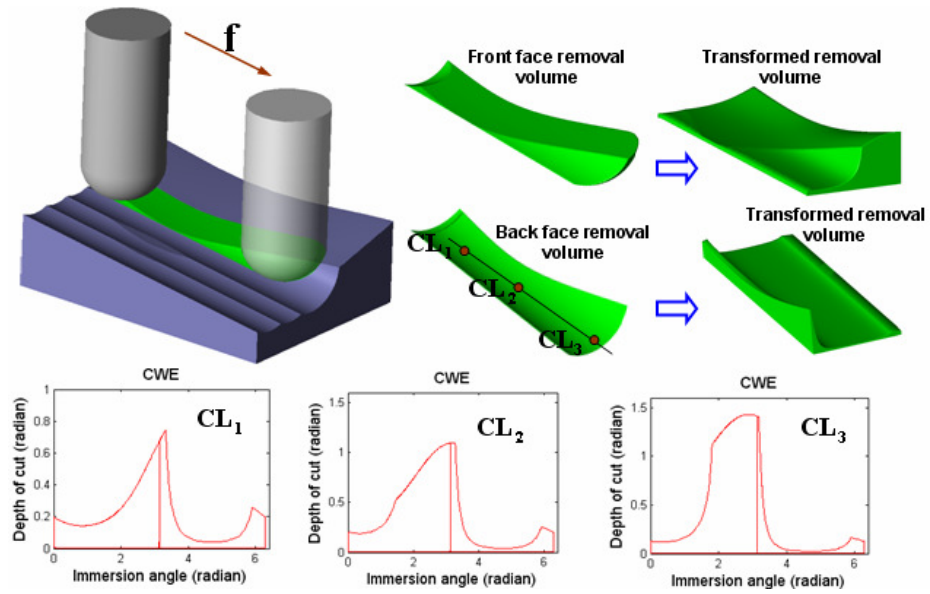 f
Front face removal
volume
Transformed removal
volume
Back face removal
volume
Transformed removal
volume
CL1
CL2
CL3
CWE
CL1
Depth of cut (radian)
1
0.8
0.6
0.4
0.2
0
0 2 4 6
Immersion angle (radian)
CWE
CL2
Depth of cut (radian)
1.5
1
0.5
0
0 2 4 6
Immersion angle (radian)
CWE
CL3
Depth of cut (radian)
1.5
1
0.5
0
0 2 4 6
Immersion angle (radian)